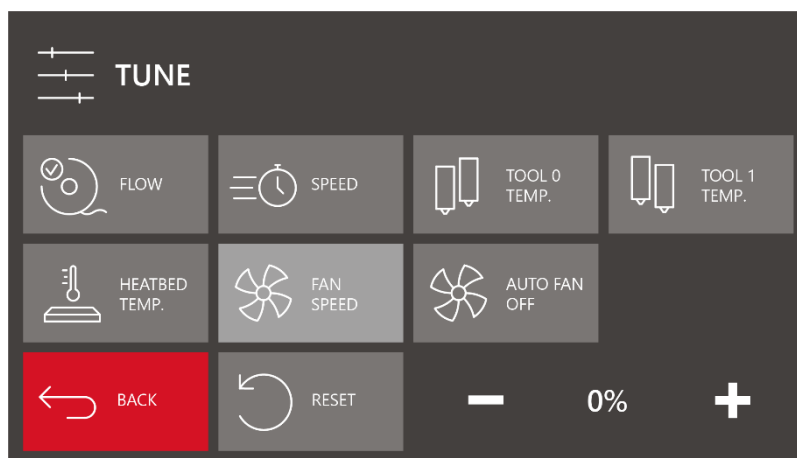 TUNE
FLOW
SPEED
TOOL 0
TEMP.
TOOL 1
TEMP.
HEATBED
TEMP.
FAN
SPEED
AUTO FAN
OFF
BACK
RESET
0%